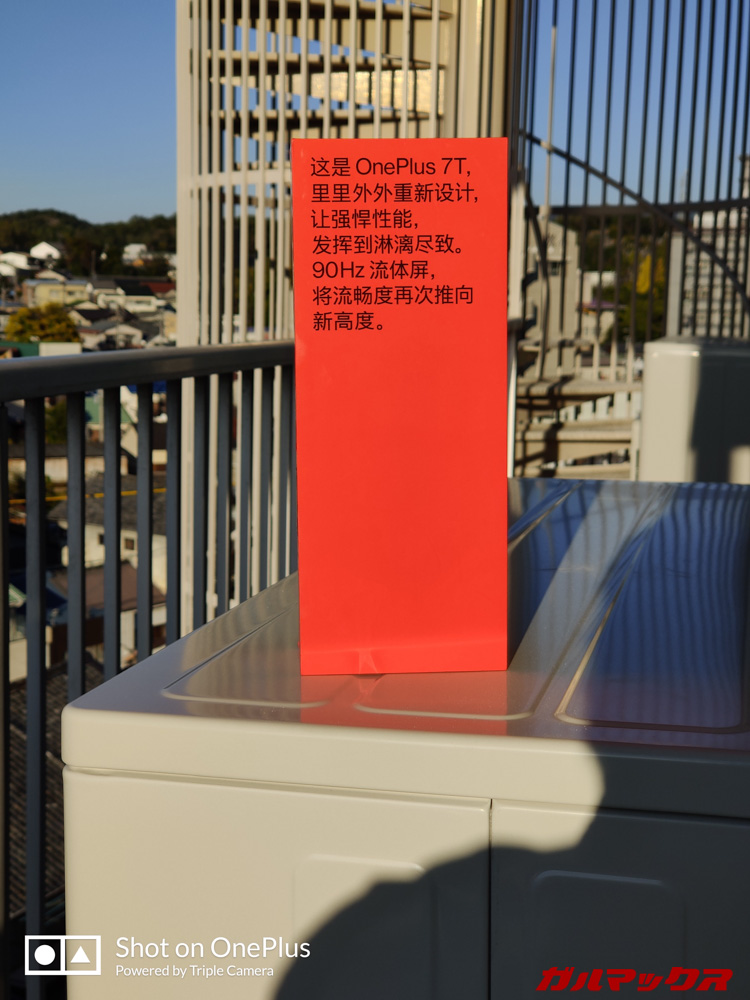 这是 OnePlus 7T,
里里外外重新设计,
让强悍性能,
发挥到淋漓尽致。
90Hz 流体屏,
将流畅度再次推向
新高度。
Shot on OnePlus
Powered by Triple Camera
ガルマックス